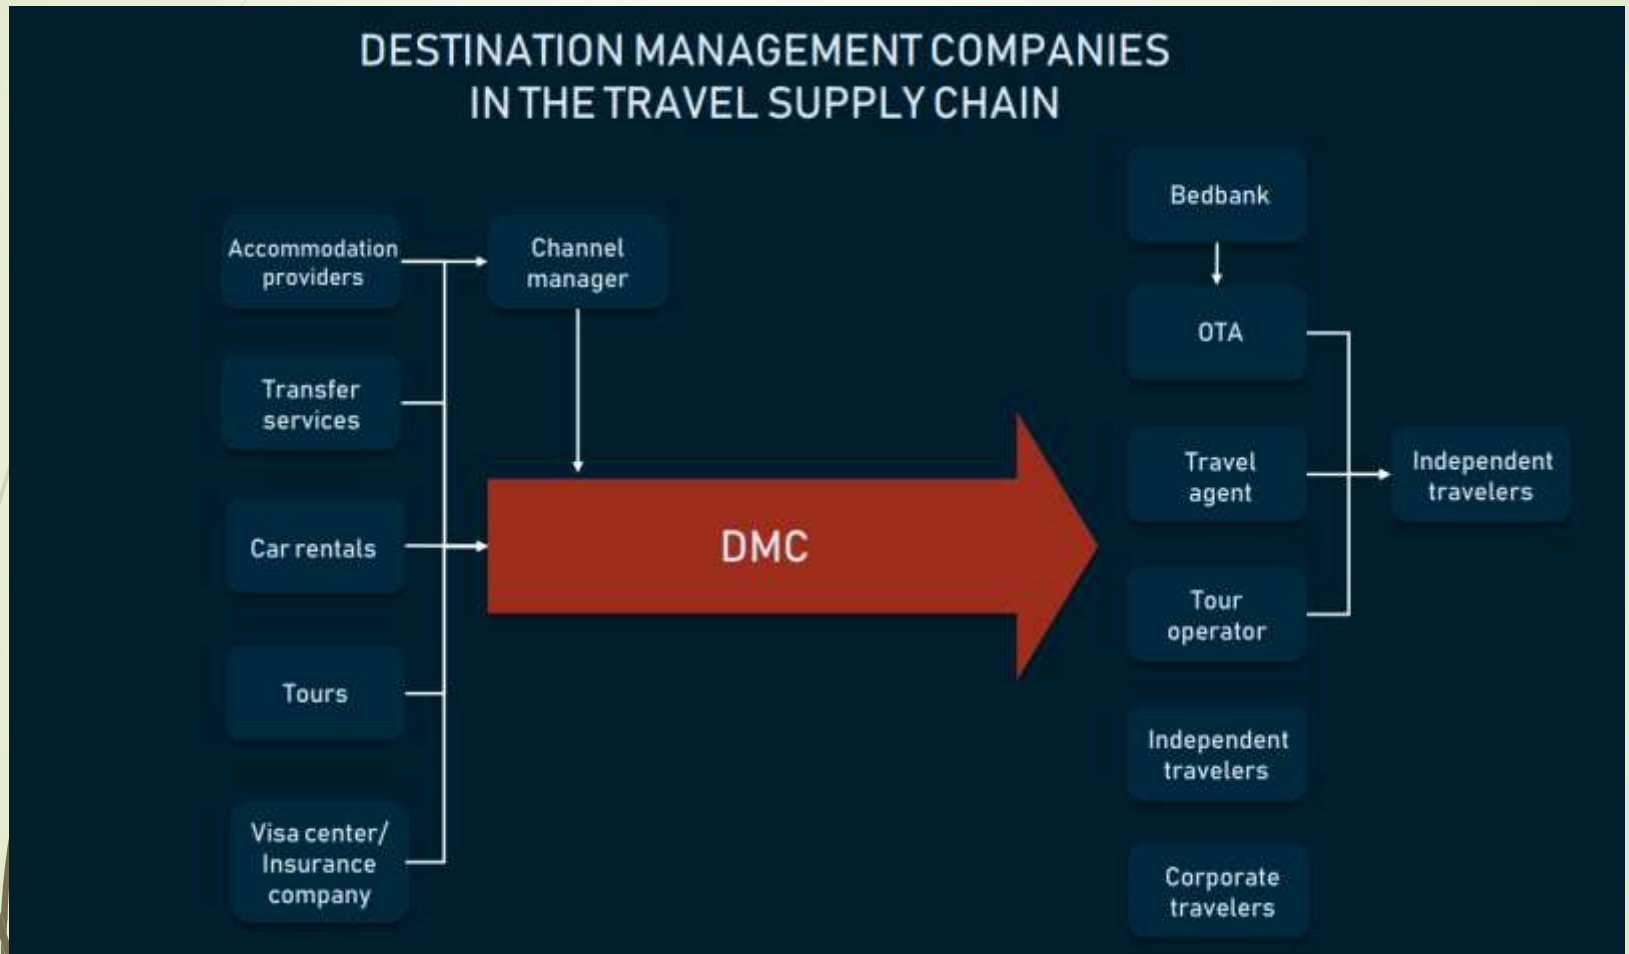 DESTINATION MANAGEMENT COMPANIES
IN THE TRAVEL SUPPLY CHAIN
Accommodation
providers
Channel
manager
Transfer
services
Car rentals
Tours
Visa center/
Insurance
company
DMC
Bedbank
OTA
Travel
agent
Tour
operator
Independent
travelers
Corporate
travelers
Independent
travelers